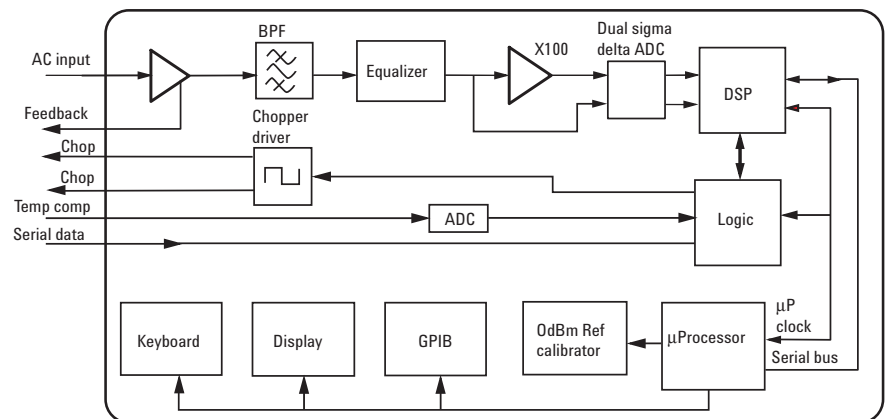 AC input
BPF
Equalizer
X100
Dual sigma
delta ADC
DSP
Feedback
Chop
Chop
Chopper
driver
Temp comp
ADC
Logic
Serial data
Keyboard
Display
GPIB
OdBm Ref
calibrator
µProcessor
µP
clock
Serial bus